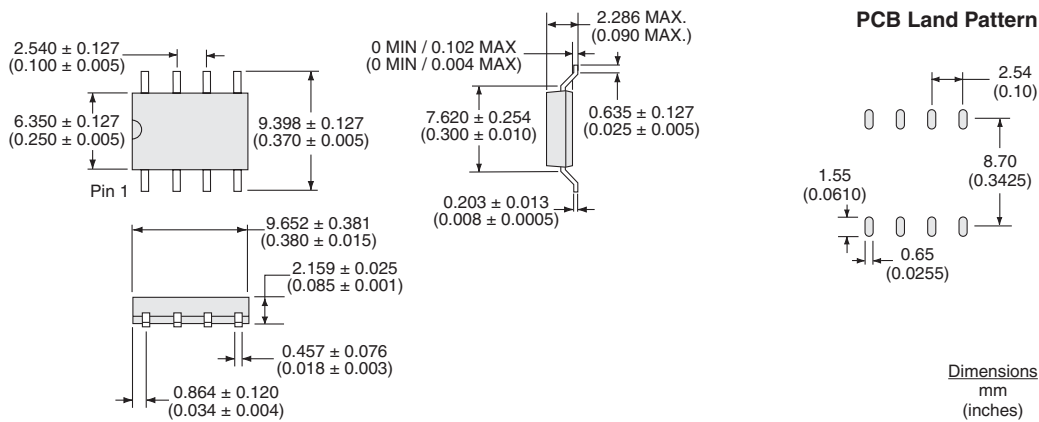 2.540 ± 0.127
(0.100 ± 0.005)
6.350 ± 0.127
(0.250 ± 0.005)
9.398 ± 0.127
(0.370 ± 0.005)
Pin 1
9.652 ± 0.381
(0.380 ± 0.015)
2.159 ± 0.025
(0.085 ± 0.001)
0.457 ± 0.076
(0.018 ± 0.003)
0.864 ± 0.120
(0.034 ± 0.004)
2.286 MAX.
(0.090 MAX.)
0 MIN / 0.102 MAX
(0 MIN / 0.004 MAX)
7.620 ± 0.254
(0.300 ± 0.010)
0.635 ± 0.127
(0.025 ± 0.005)
0.203 ± 0.013
(0.008 ± 0.0005)
PCB Land Pattern
2.54
(0.10)
8.70
(0.3425)
1.55
(0.0610)
0.65
(0.0255)
Dimensions
mm
(inches)